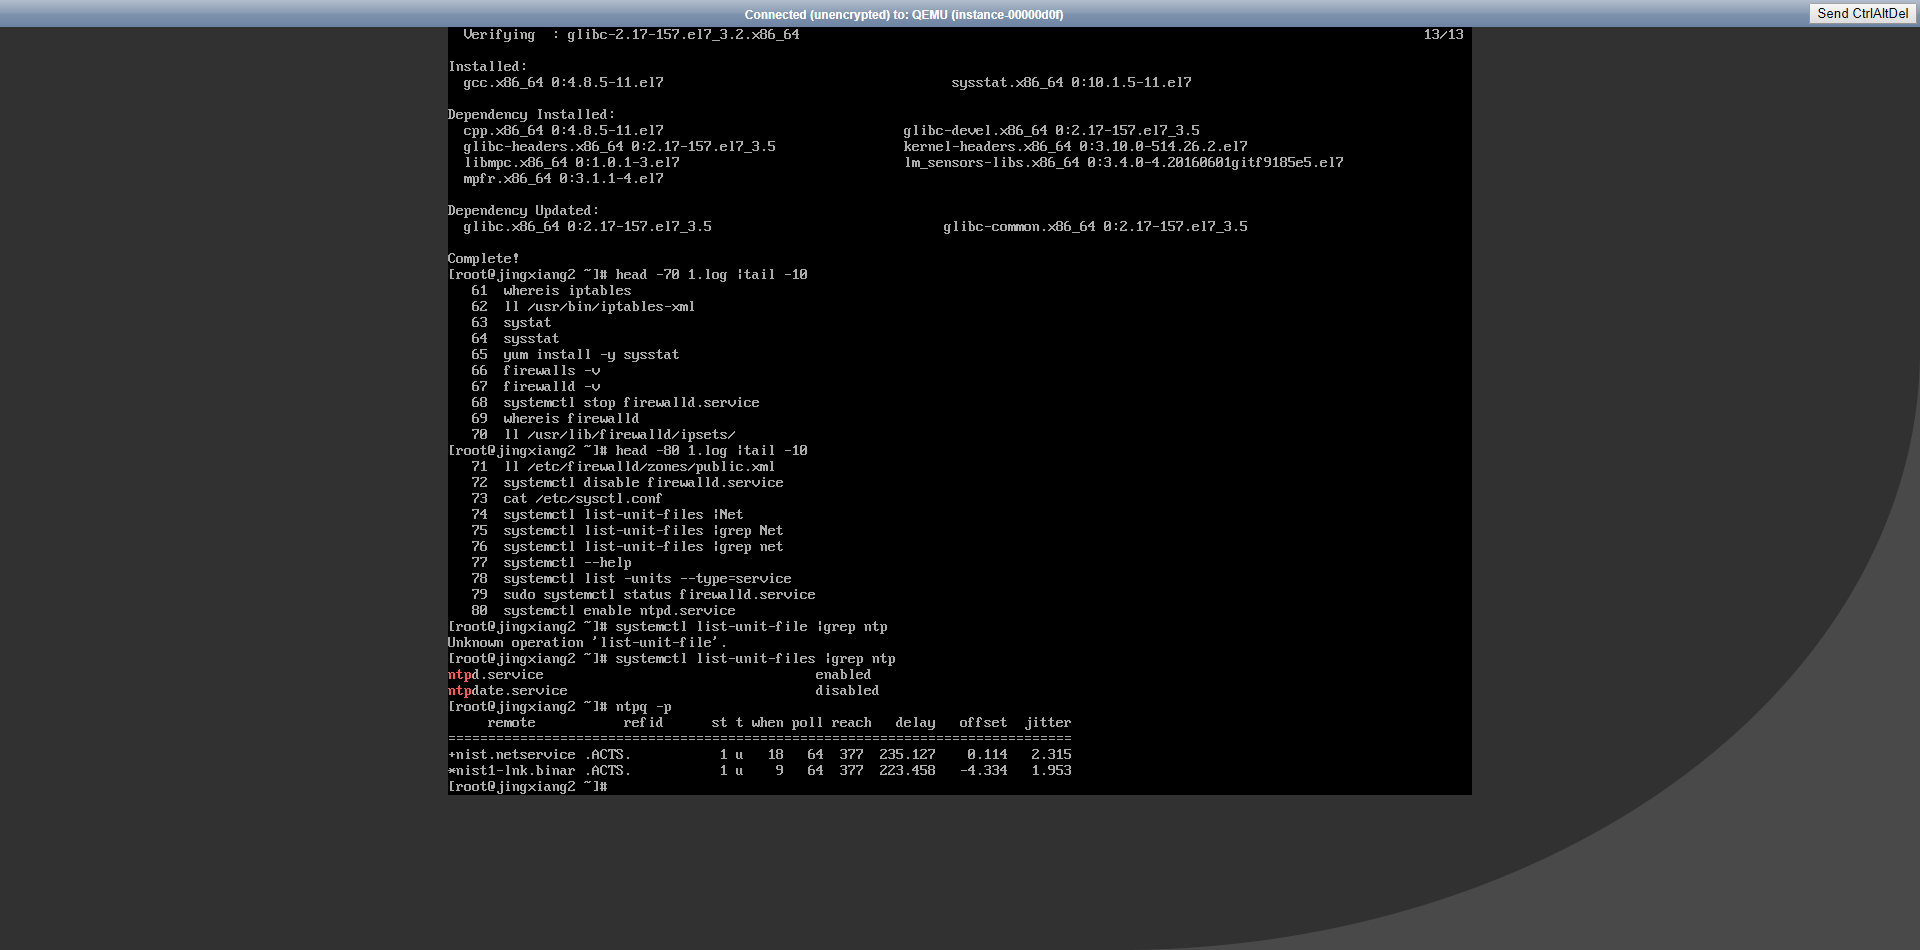 Connected (unencrypted) to: QEMU (instance-00000d0f)
Send CtrlAltDel
Verifying  : glibc-2.17-157.el7_3.2.x86_64 13/13
Installed:
gcc.x86_64 0:4.8.5-11.el7 sysstat.x86_64 0:10.1.5-11.el7
Dependency Installed:
cpp.x86_64 0:4.8.5-11.el7 glibc-devel.x86_64 0:2.17-157.el7_3.5
glibc-headers.x86_64 0:2.17-157.el7_3.5 kernel-headers.x86_64 0:3.10.0-514.26.2.el7
libmpc.x86_64 0:1.0.1-3.el7 lm_sensors-libs.x86_64 0:3.4.0-4.20160601gitf9185e5.el7
mpfr.x86_64 0:3.1.1-4.el7
Dependency Updated:
glibc.x86_64 0:2.17-157.el7_3.5 glibc-common.x86_64 0:2.17-157.el7_3.5
Complete!
[root@jingxiang2 ~]# head -70 1.log |tail -10
61 whereis iptables
62 ll /usr/bin/iptables-xml
63 systat
64 sysstat
65 yum install -y sysstat
66 firewalls -v
67 firewalld -v
68 systemctl stop firewalld.service
69 whereis firewalld
70 ll /usr/lib/firewalld/ipsets/
[root@jingxiang2 ~]# head -80 1.log |tail -10
71 ll /etc/firewalld/zones/public.xml
72 systemctl disable firewalld.service
73 cat /etc/sysctl.conf
74 systemctl list-unit-files |Net
75 systemctl list-unit-files |grep Net
76 systemctl list-unit-files |grep net
77 systemctl --help
78 systemctl list -units --type=service
79 sudo systemctl status firewalld.service
80 systemctl enable ntpd.service
[root@jingxiang2 ~]# systemctl list-unit-file |grep ntp
Unknown operation 'list-unit-file'.
[root@jingxiang2 ~]# systemctl list-unit-files |grep ntp
ntpd.service enabled
ntpdate.service disabled
[root@jingxiang2 ~]# ntpq -p
remote refid st t when poll reach delay offset jitter
==============================================================================
+nist.netservice .ACTS. 1 u 18 64 377 235.127 0.114 2.315
*nist1-lnk.binar .ACTS. 1 u 9 64 377 223.458 -4.334 1.953
[root@jingxiang2 ~]#